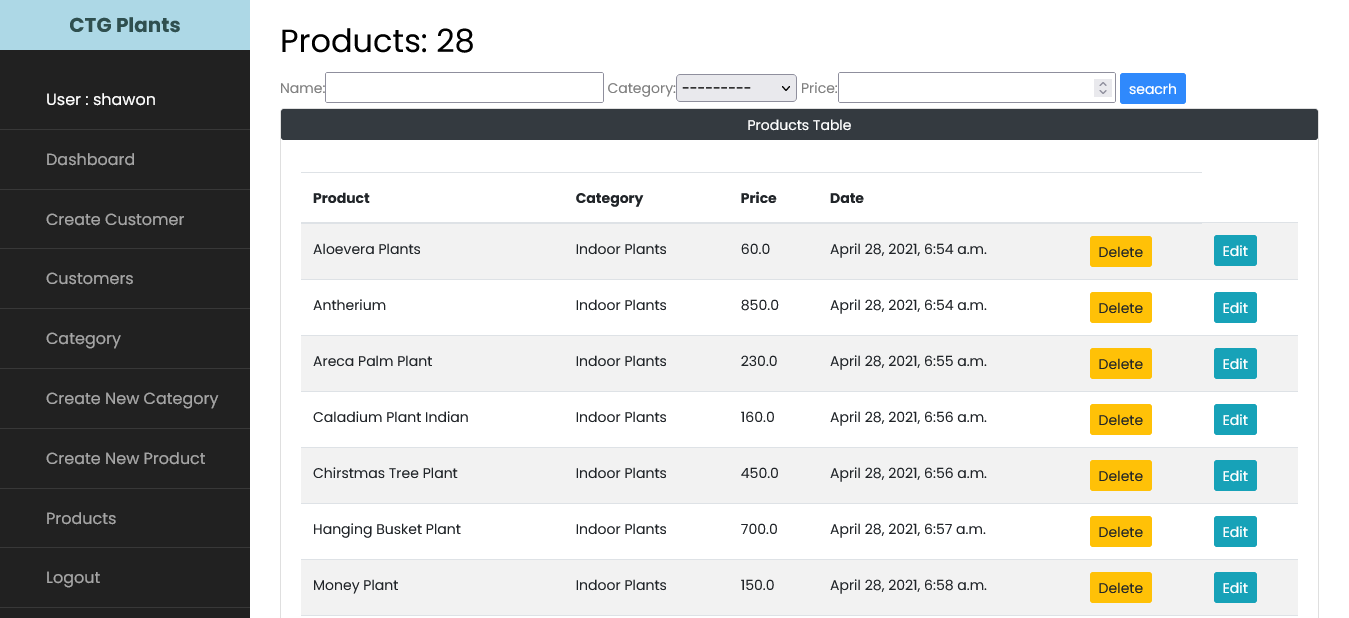 CTG Plants
User : shawon
Dashboard
Create Customer
Customers
Category
Create New Category
Create New Product
Products
Logout
Products: 28
Name: Category: --------- Price: seacrh
Products Table
Product Category Price Date
Aloevera Plants Indoor Plants 60.0 April 28, 2021, 6:54 a.m. Delete Edit
Antherium Indoor Plants 850.0 April 28, 2021, 6:54 a.m. Delete Edit
Areca Palm Plant Indoor Plants 230.0 April 28, 2021, 6:55 a.m. Delete Edit
Caladium Plant Indian Indoor Plants 160.0 April 28, 2021, 6:56 a.m. Delete Edit
Chirstmas Tree Plant Indoor Plants 450.0 April 28, 2021, 6:56 a.m. Delete Edit
Hanging Busket Plant Indoor Plants 700.0 April 28, 2021, 6:57 a.m. Delete Edit
Money Plant Indoor Plants 150.0 April 28, 2021, 6:58 a.m. Delete Edit